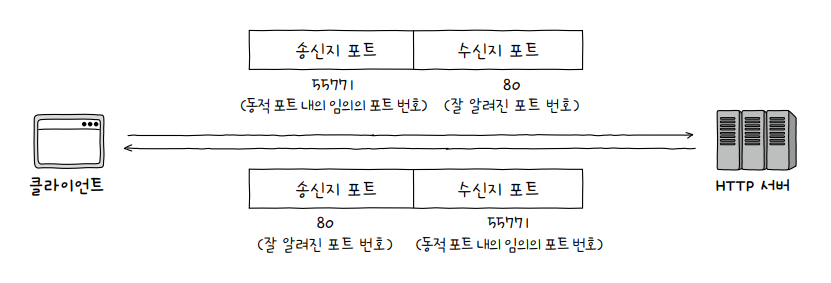 송신지 포트 수신지 포트
55771 80
(동적 포트 내의 임의의 포트 번호) (잘 알려진 포트 번호)
클라이언트 HTTP 서버
송신지 포트 수신지 포트
80 55771
(잘 알려진 포트 번호) (동적 포트 내의 임의의 포트 번호)